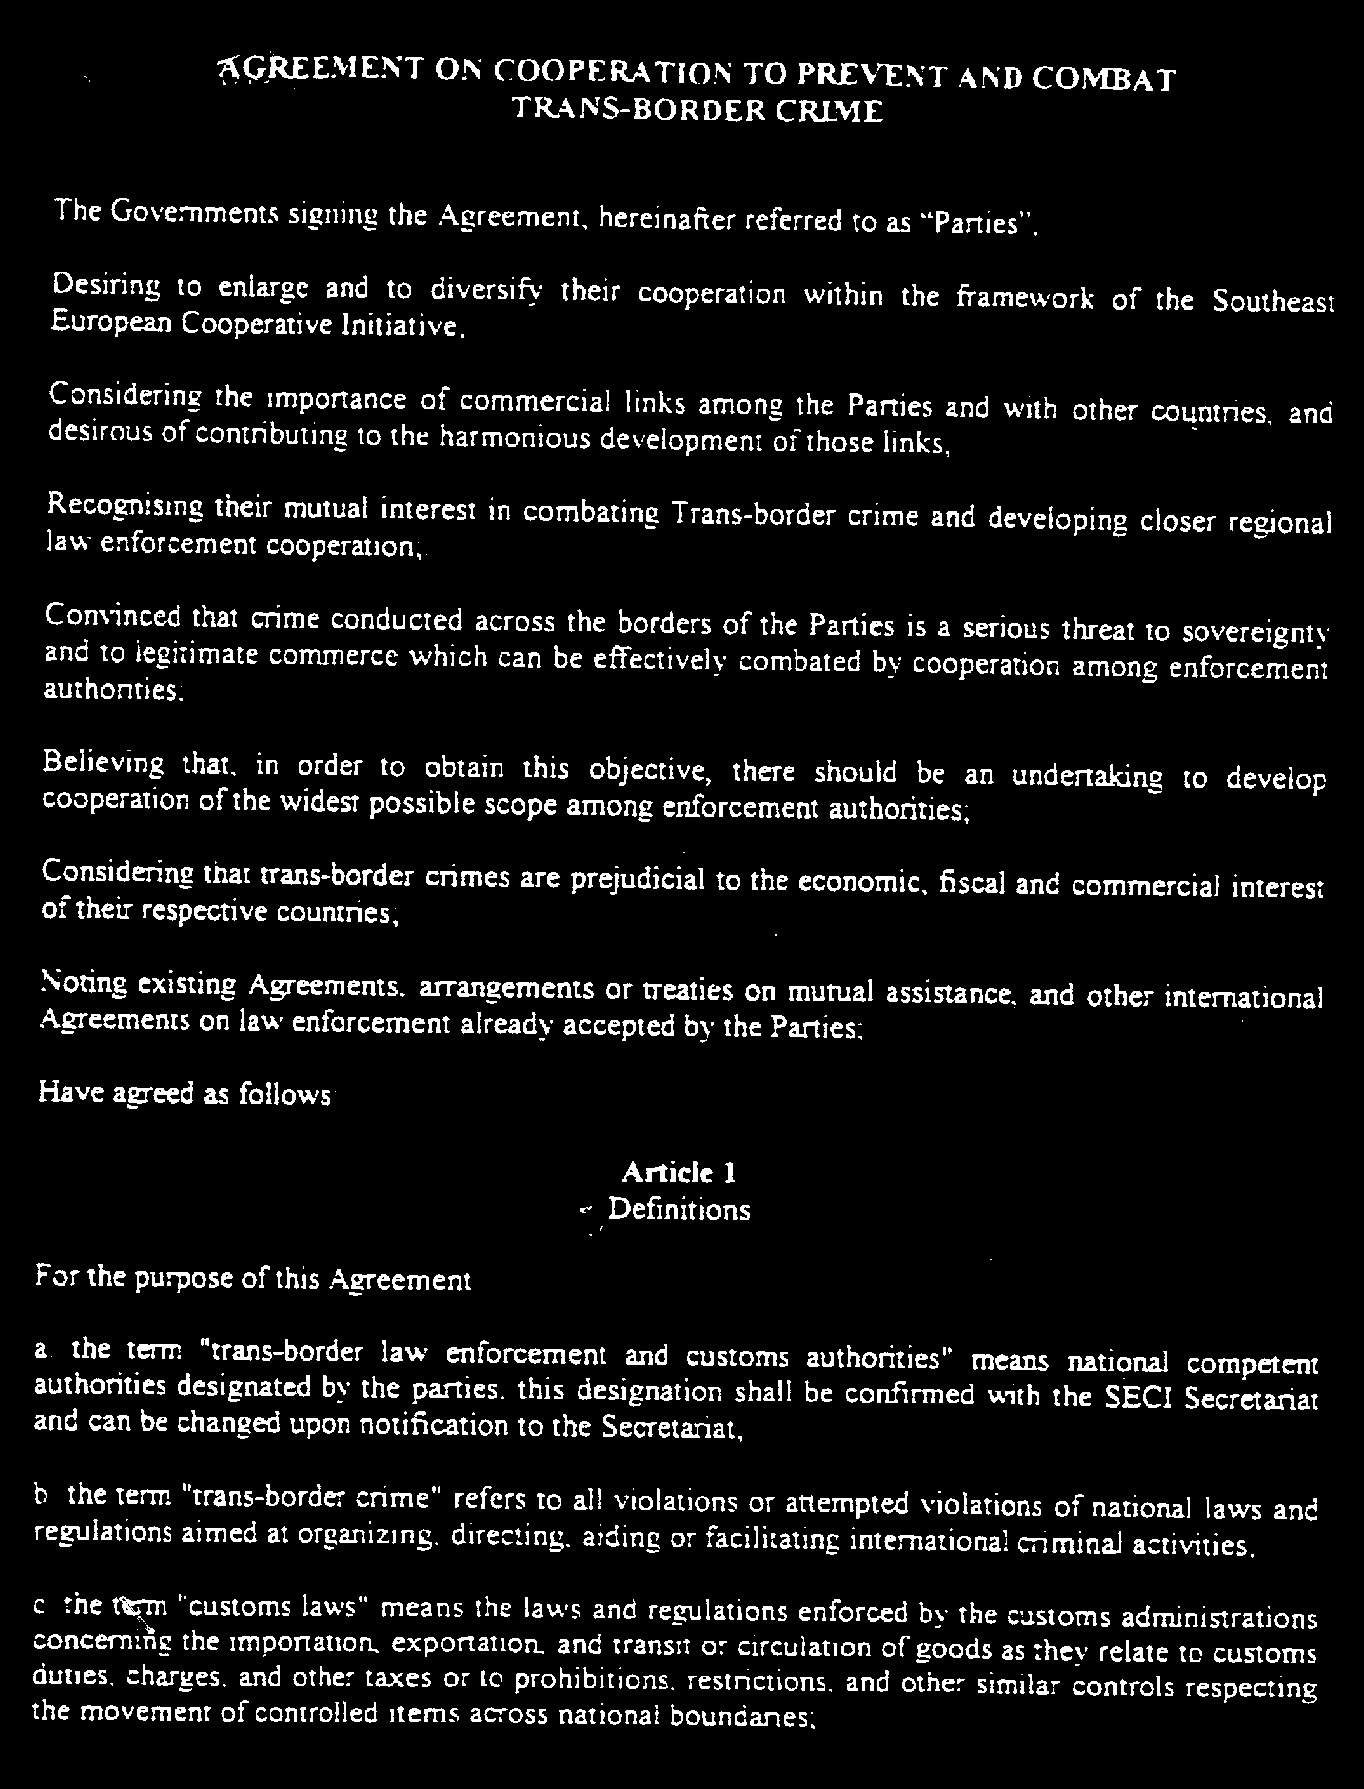 AGREEMENT ON COOPERATION TO PREVENT AND COMBAT
TRANS-BORDER CRIME
The Governments signing the Agreement, hereinafter referred to as "Parties".
Desiring to enlarge and to diversify their cooperation within the framework of the Southeast
European Cooperative Initiative.
Considering the importance of commercial links among the Parties and with other countries, and
desirous of contributing to the harmonious development of those links,
Recognising their mutual interest in combating Trans-border crime and developing closer regional
law enforcement cooperation;
Convinced that crime conducted across the borders of the Parties is a serious threat to sovereignty
and to legitimate commerce which can be effectively combated by cooperation among enforcement
authorities.
Believing that, in order to obtain this objective, there should be an undertaking to develop
cooperation of the widest possible scope among enforcement authorities;
Considering that trans-border crimes are prejudicial to the economic, fiscal and commercial interest
of their respective countries;
Noting existing Agreements, arrangements or treaties on mutual assistance, and other international
Agreements on law enforcement already accepted by the Parties;
Have agreed as follows
Article 1
Definitions
For the purpose of this Agreement
a. the term "trans-border law enforcement and customs authorities" means national competent
authorities designated by the parties. this designation shall be confirmed with the SECI Secretariat
and can be changed upon notification to the Secretariat,
b the term "trans-border crime" refers to all violations or attempted violations of national laws and
regulations aimed at organizing, directing, aiding or facilitating international criminal activities.
c the term "customs laws" means the laws and regulations enforced by the customs administrations
concerning the importation, exportation, and transit or circulation of goods as they relate to customs
duties, charges, and other taxes or to prohibitions, restrictions, and other similar controls respecting
the movement of controlled items across national boundaries;